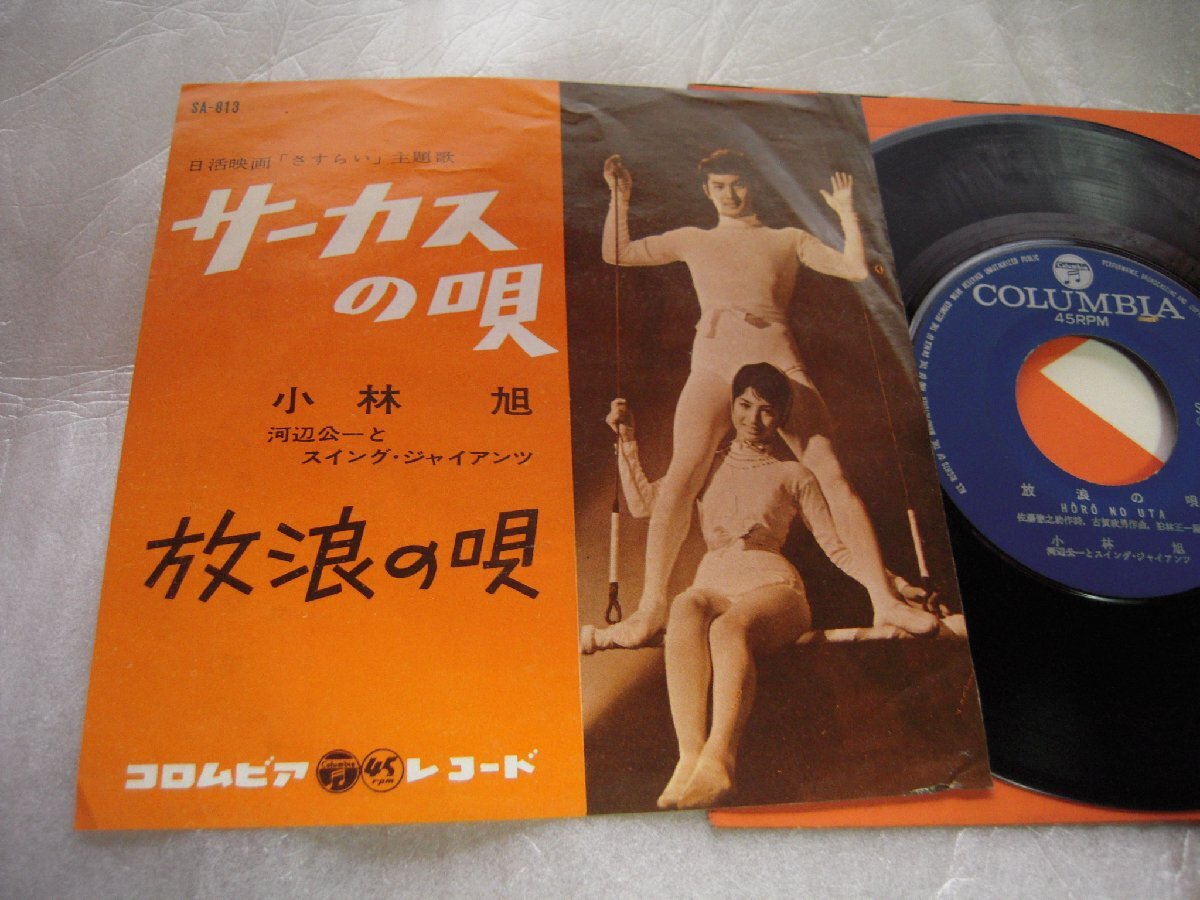 SA-813
日活映画「さすらい」主題歌
サーカス
の唄
小林 旭
河辺公一と
スイング・ジャイアンツ
放浪の唄
コロムビア Columbia 45 rpm レコード
Columbia
COLUMBIA
45RPM
放浪の唄
HŌRŌ NO UTA
小林 旭
河辺公一とスイング・ジャイアンツ